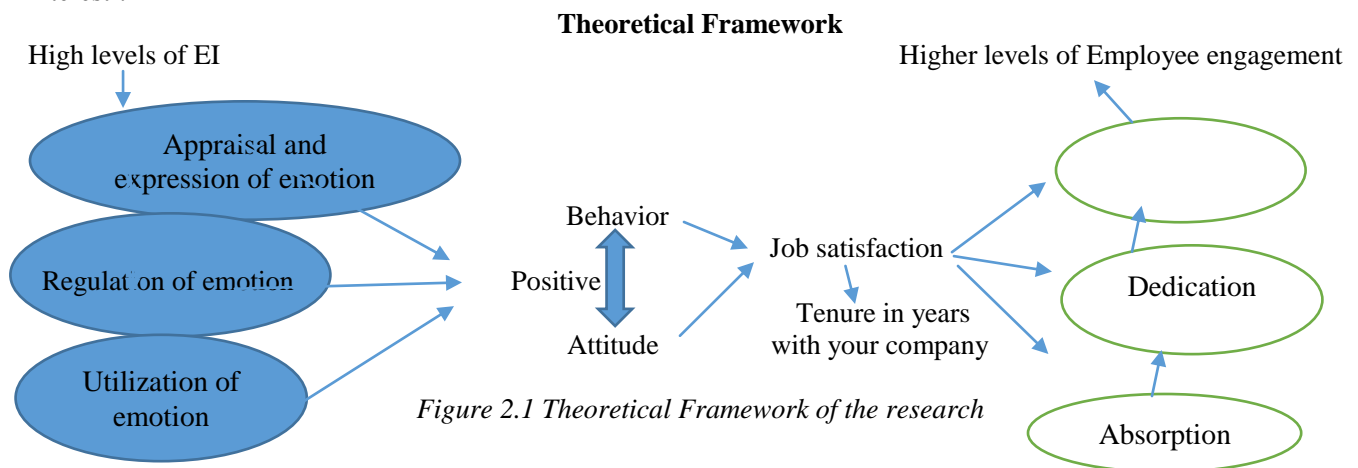 Theoretical Framework
High levels of EI
Higher levels of Employee engagement
Appraisal and
expression of emotion
Regulation of emotion
Utilization of
emotion
Behavior
Positive
Attitude
Job satisfaction
Tenure in years
with your company
Dedication
Absorption
Figure 2.1 Theoretical Framework of the research